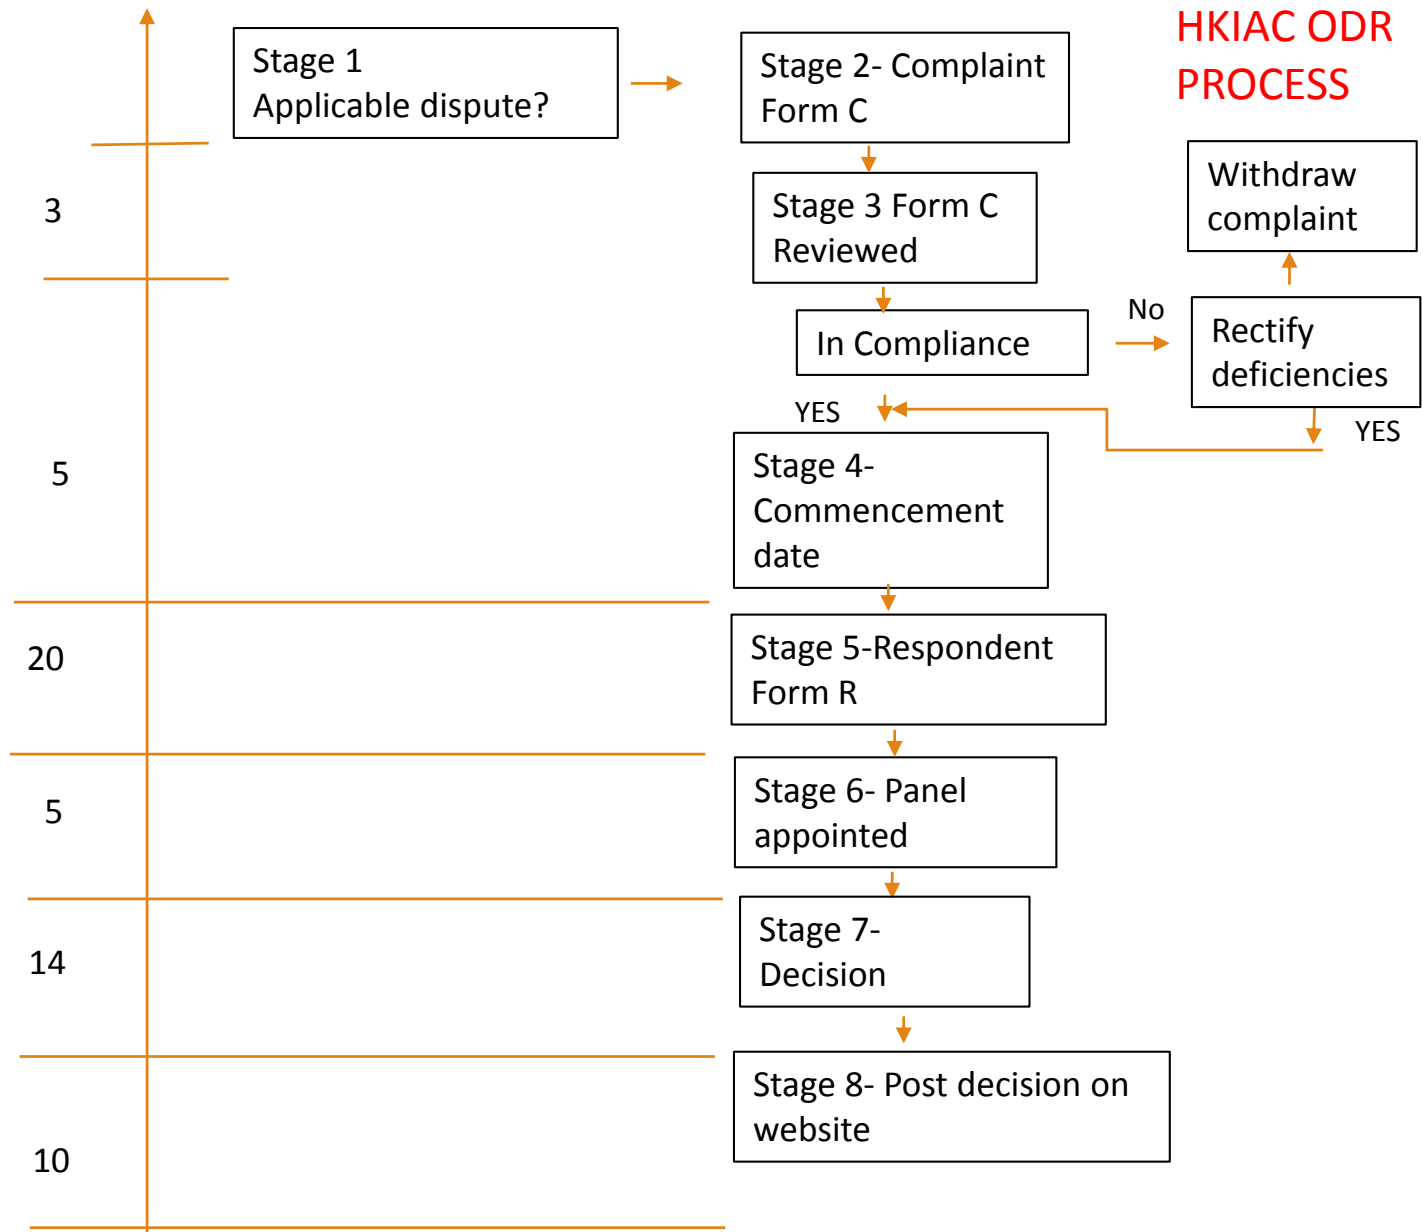 HKIAC ODR
PROCESS
Stage 1
Applicable dispute?
Stage 2- Complaint
Form C
3
Stage 3 Form C
Reviewed
Withdraw
complaint
In Compliance
No
Rectify
deficiencies
YES
YES
5
Stage 4-
Commencement
date
20
Stage 5-Respondent
Form R
5
Stage 6- Panel
appointed
14
Stage 7-
Decision
10
Stage 8- Post decision on
website